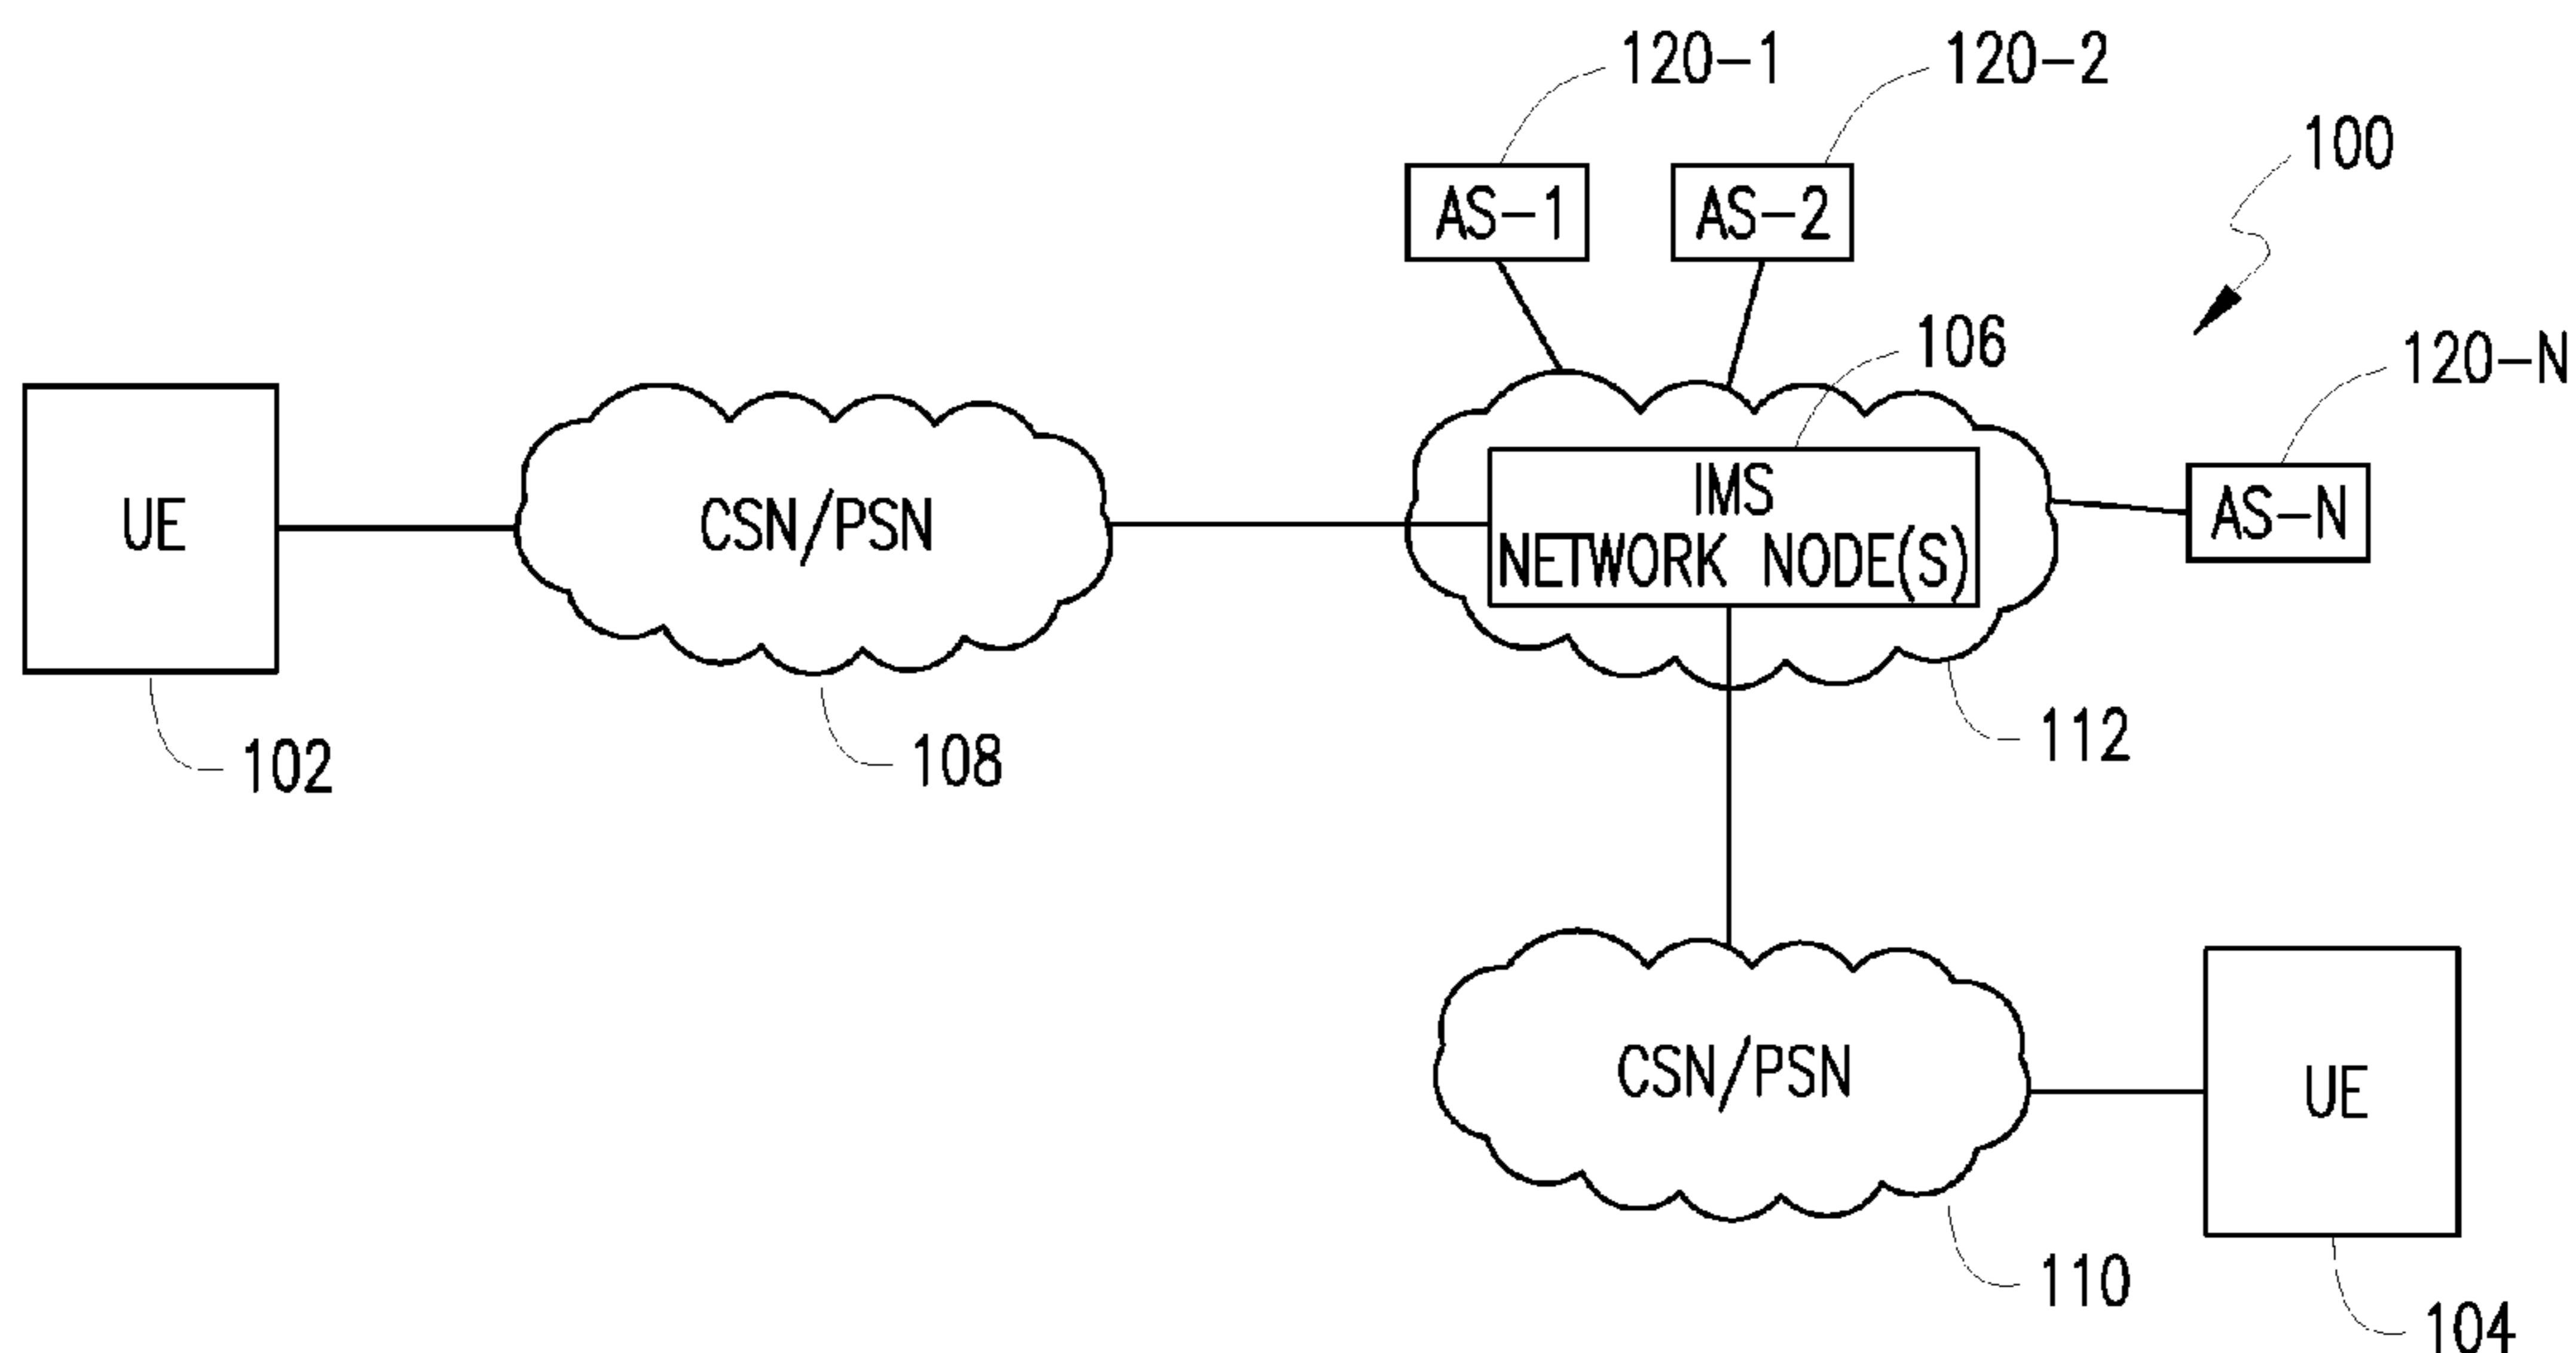 120-1
120-2
100
AS-1
AS-2
106
120-N
UE
CSN/PSN
IMS
NETWORK NODE(S)
AS-N
102
108
112
CSN/PSN
UE
110
104